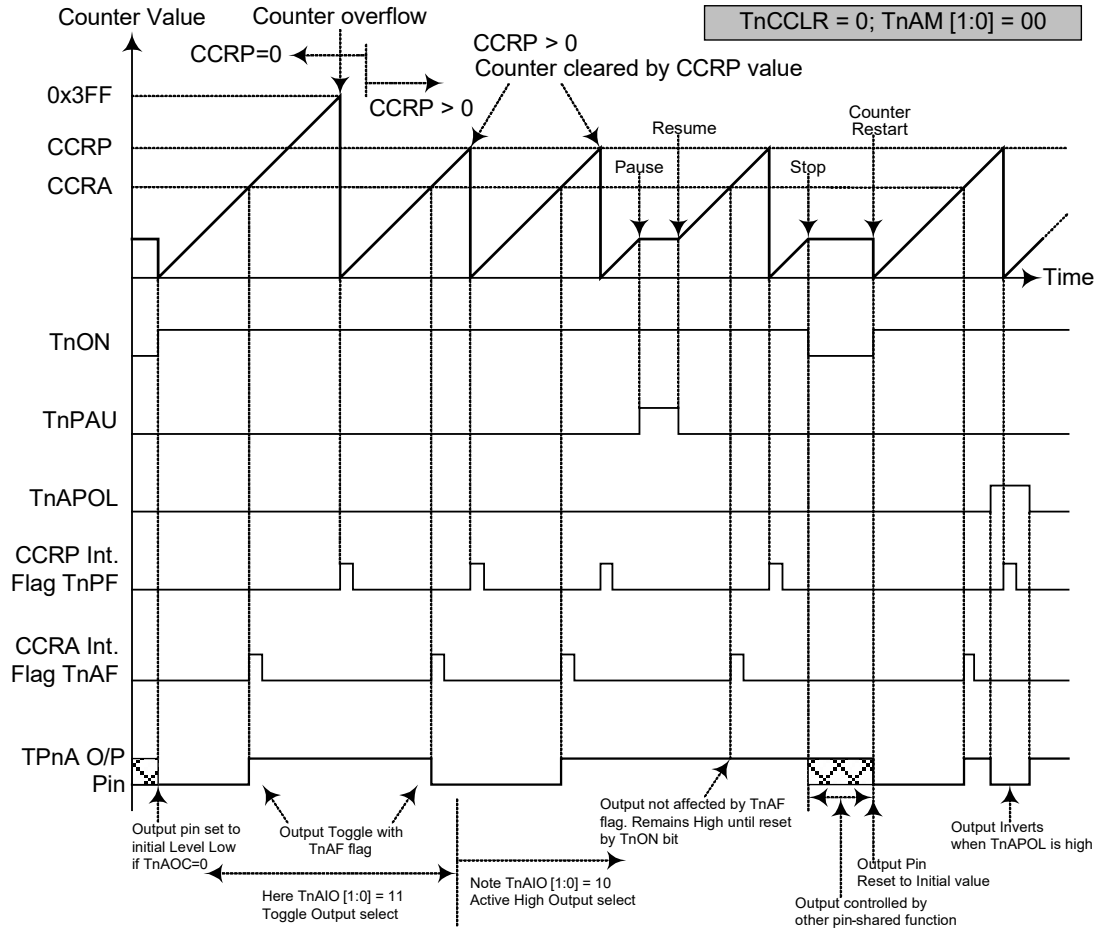 Counter Value
Counter overflow
TnCCLR = 0; TnAM [1:0] = 00
CCRP=0
CCRP > 0
CCRP > 0
Counter cleared by CCRP value
0x3FF
CCRP
CCRA
Pause
Resume
Stop
Counter
Restart
Time
TnON
TnPAU
TnAPOL
CCRP Int.
Flag TnPF
CCRA Int.
Flag TnAF
TPnA O/P
Pin
Output pin set to
initial Level Low
if TnAOC=0
Output Toggle with
TnAF flag
Here TnAIO [1:0] = 11
Toggle Output select
Note TnAIO [1:0] = 10
Active High Output select
Output not affected by TnAF
flag. Remains High until reset
by TnON bit
Output controlled by
other pin-shared function
Output Pin
Reset to Initial value
Output Inverts
when TnAPOL is high